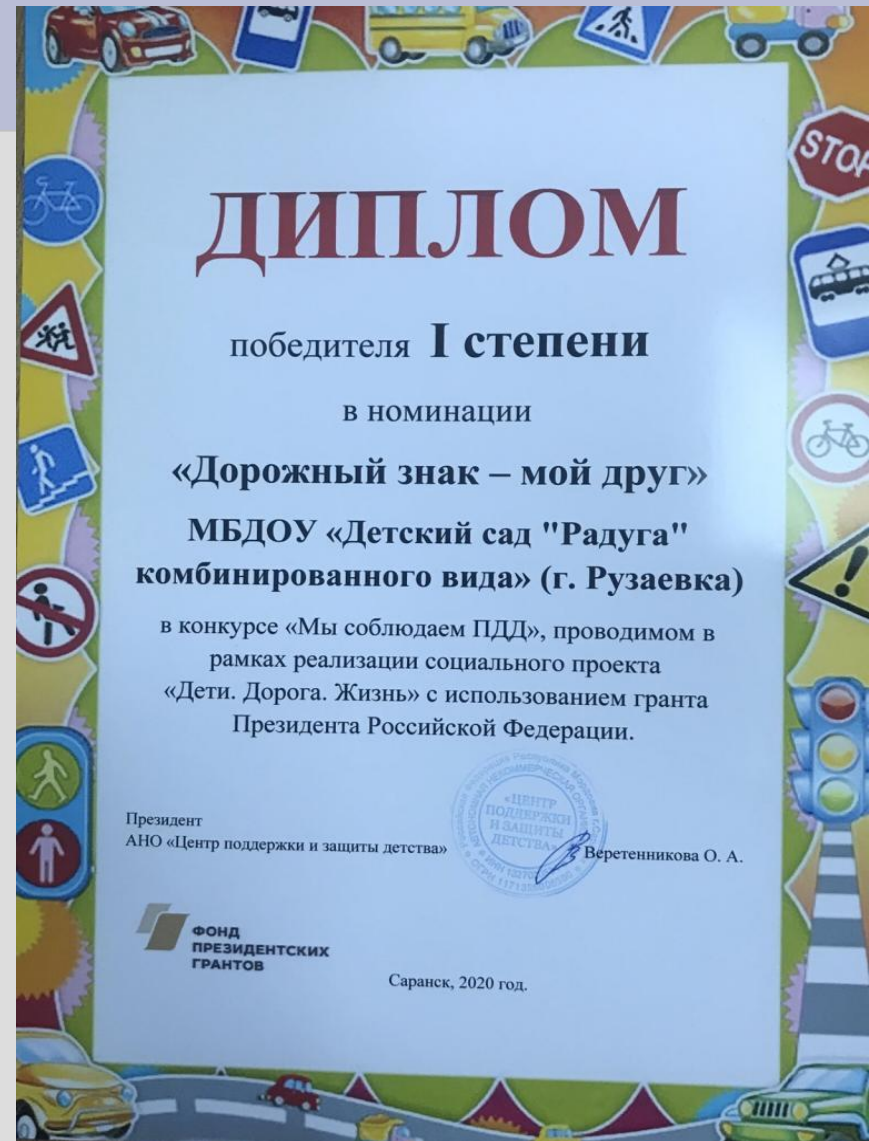 STOP
ДИПЛОМ
победителя I степени
в номинации
«Дорожный знак – мой друг»
МБДОУ «Детский сад "Радуга"
комбинированного вида» (г. Рузаевка)
в конкурсе «Мы соблюдаем ПДД», проводимом в
рамках реализации социального проекта
«Дети. Дорога. Жизнь» с использованием гранта
Президента Российской Федерации.
«ЦЕНТР
ПОДДЕРЖКИ
И ЗАЩИТЫ
ДЕТСТВА»
Президент
АНО «Центр поддержки и защиты детства»
Веретенникова О. А.
ФОНД
ПРЕЗИДЕНТСКИХ
ГРАНТОВ
Саранск, 2020 год.